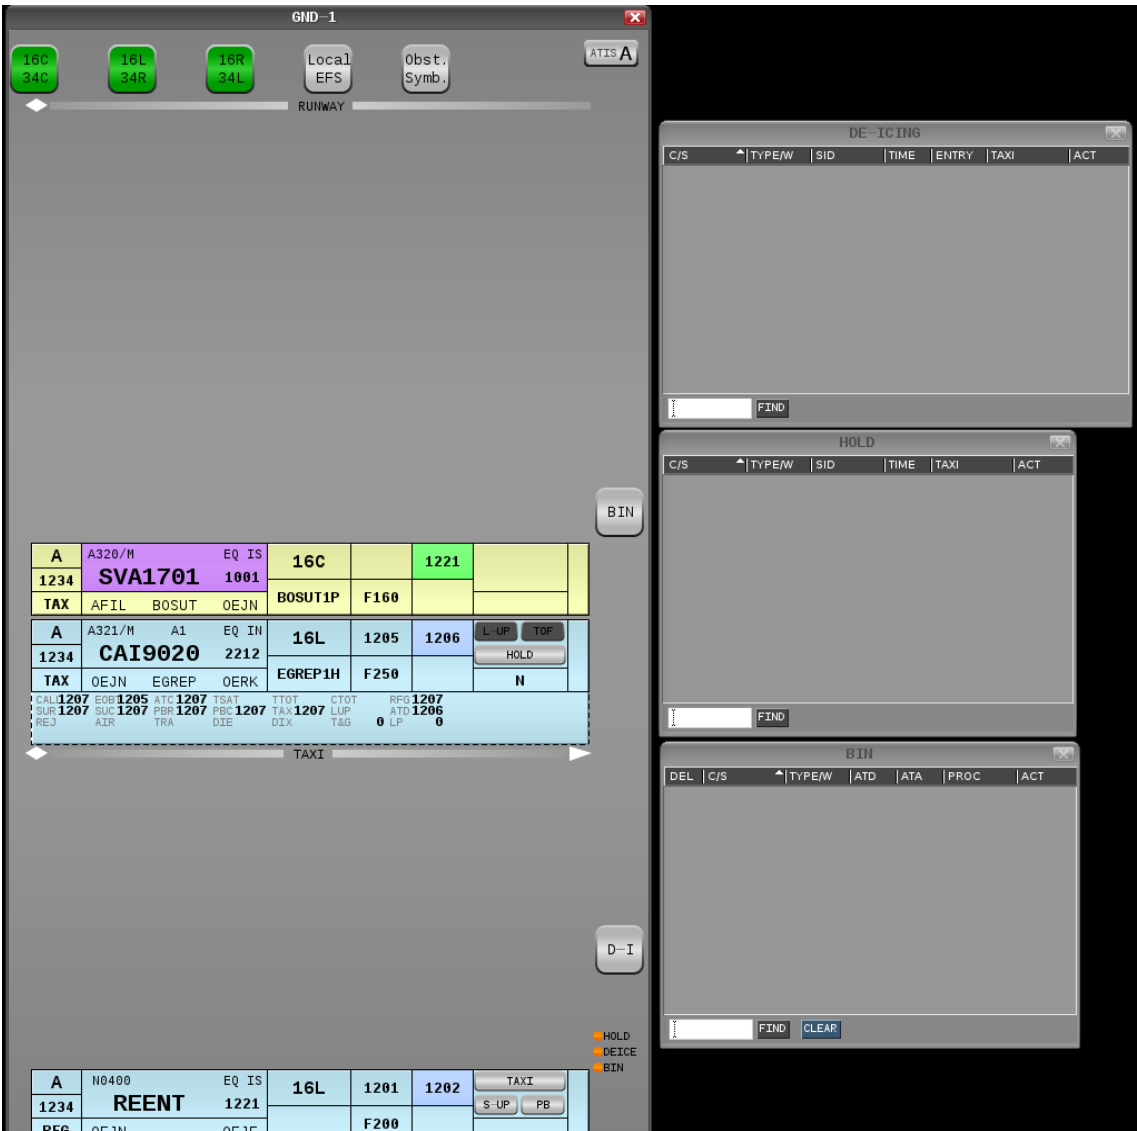 GND-1
16C 34C
16L 34R
16R 34L
Local EFS
Obst. Symb.
ATIS A
RUNWAY
BIN
A A320/M EQ IS 16C 1221
1234 SVA1701 1001
TAX AFIL BOSUT OEJN BOSUT1P F160
A A321/M A1 EQ IN 16L 1205 1206 L-UP TOF
1234 CAI9020 2212 HOLD
TAX OEJN EGREP OERK EGREP1H F250 N
CALL1207 EOB1205 ATC1207 TSAT TTOT CTOT RFG1207
SUR1207 SUC1207 PBR1207 PBC1207 TAX1207 LUP ATD1206
REJ AIR TRA DIE DIX T&G 0 LP 0
TAXI
D-I
HOLD
DEICE
BIN
A N0400 EQ IS 16L 1201 1202 TAXI
1234 REENT 1221 S-UP PB
RFG OEJN OEJF F200
DE-ICING
C/S TYPE/W SID TIME ENTRY TAXI ACT
FIND
HOLD
C/S TYPE/W SID TIME TAXI ACT
FIND
BIN
DEL C/S TYPE/W ATD ATA PROC ACT
FIND CLEAR